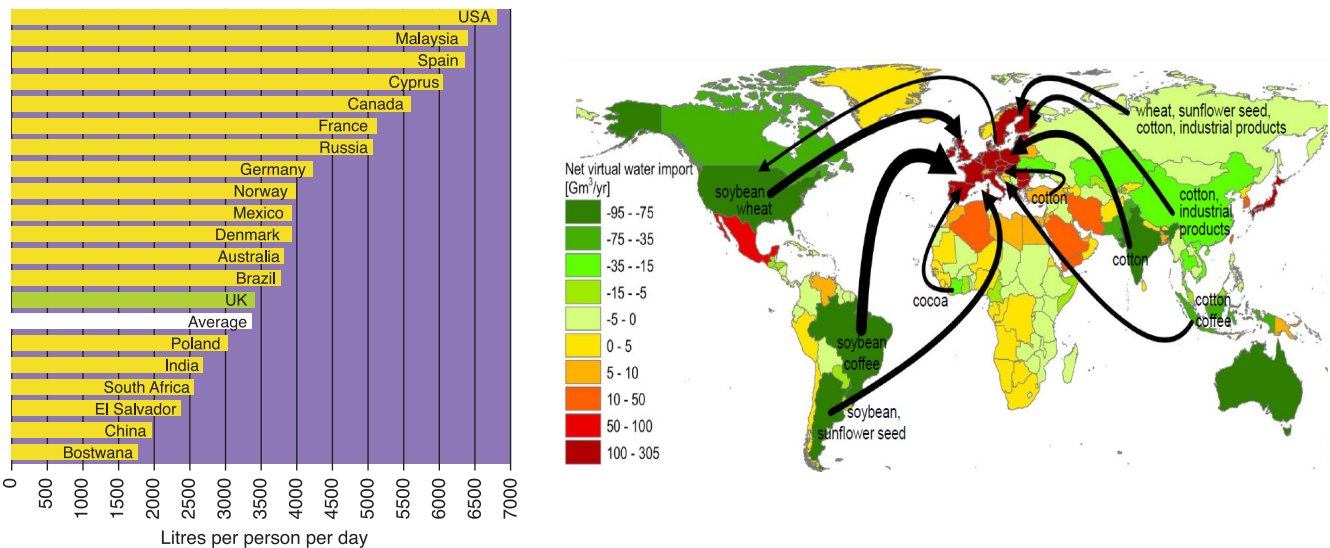 USA
Malaysia
Spain
Cyprus
Canada
France
Russia
Germany
Norway
Mexico
Denmark
Australia
Brazil
UK
Average
Poland
India
South Africa
El Salvador
China
Bostwana
0
500
1000
1500
2000
2500
3000
3500
4000
4500
5000
5500
6000
6500
7000
Litres per person per day
Net virtual water import
[Gm³/yr]
-95 - -75
-75 - -35
-35 - -15
-15 - -5
-5 - 0
0 - 5
5 - 10
10 - 50
50 - 100
100 - 305
soybean
wheat
wheat, sunflower seed,
cotton, industrial products
cotton
cotton,
industrial
products
cotton
cocoa
cotton
coffee
soybean
coffee
soybean,
sunflower seed